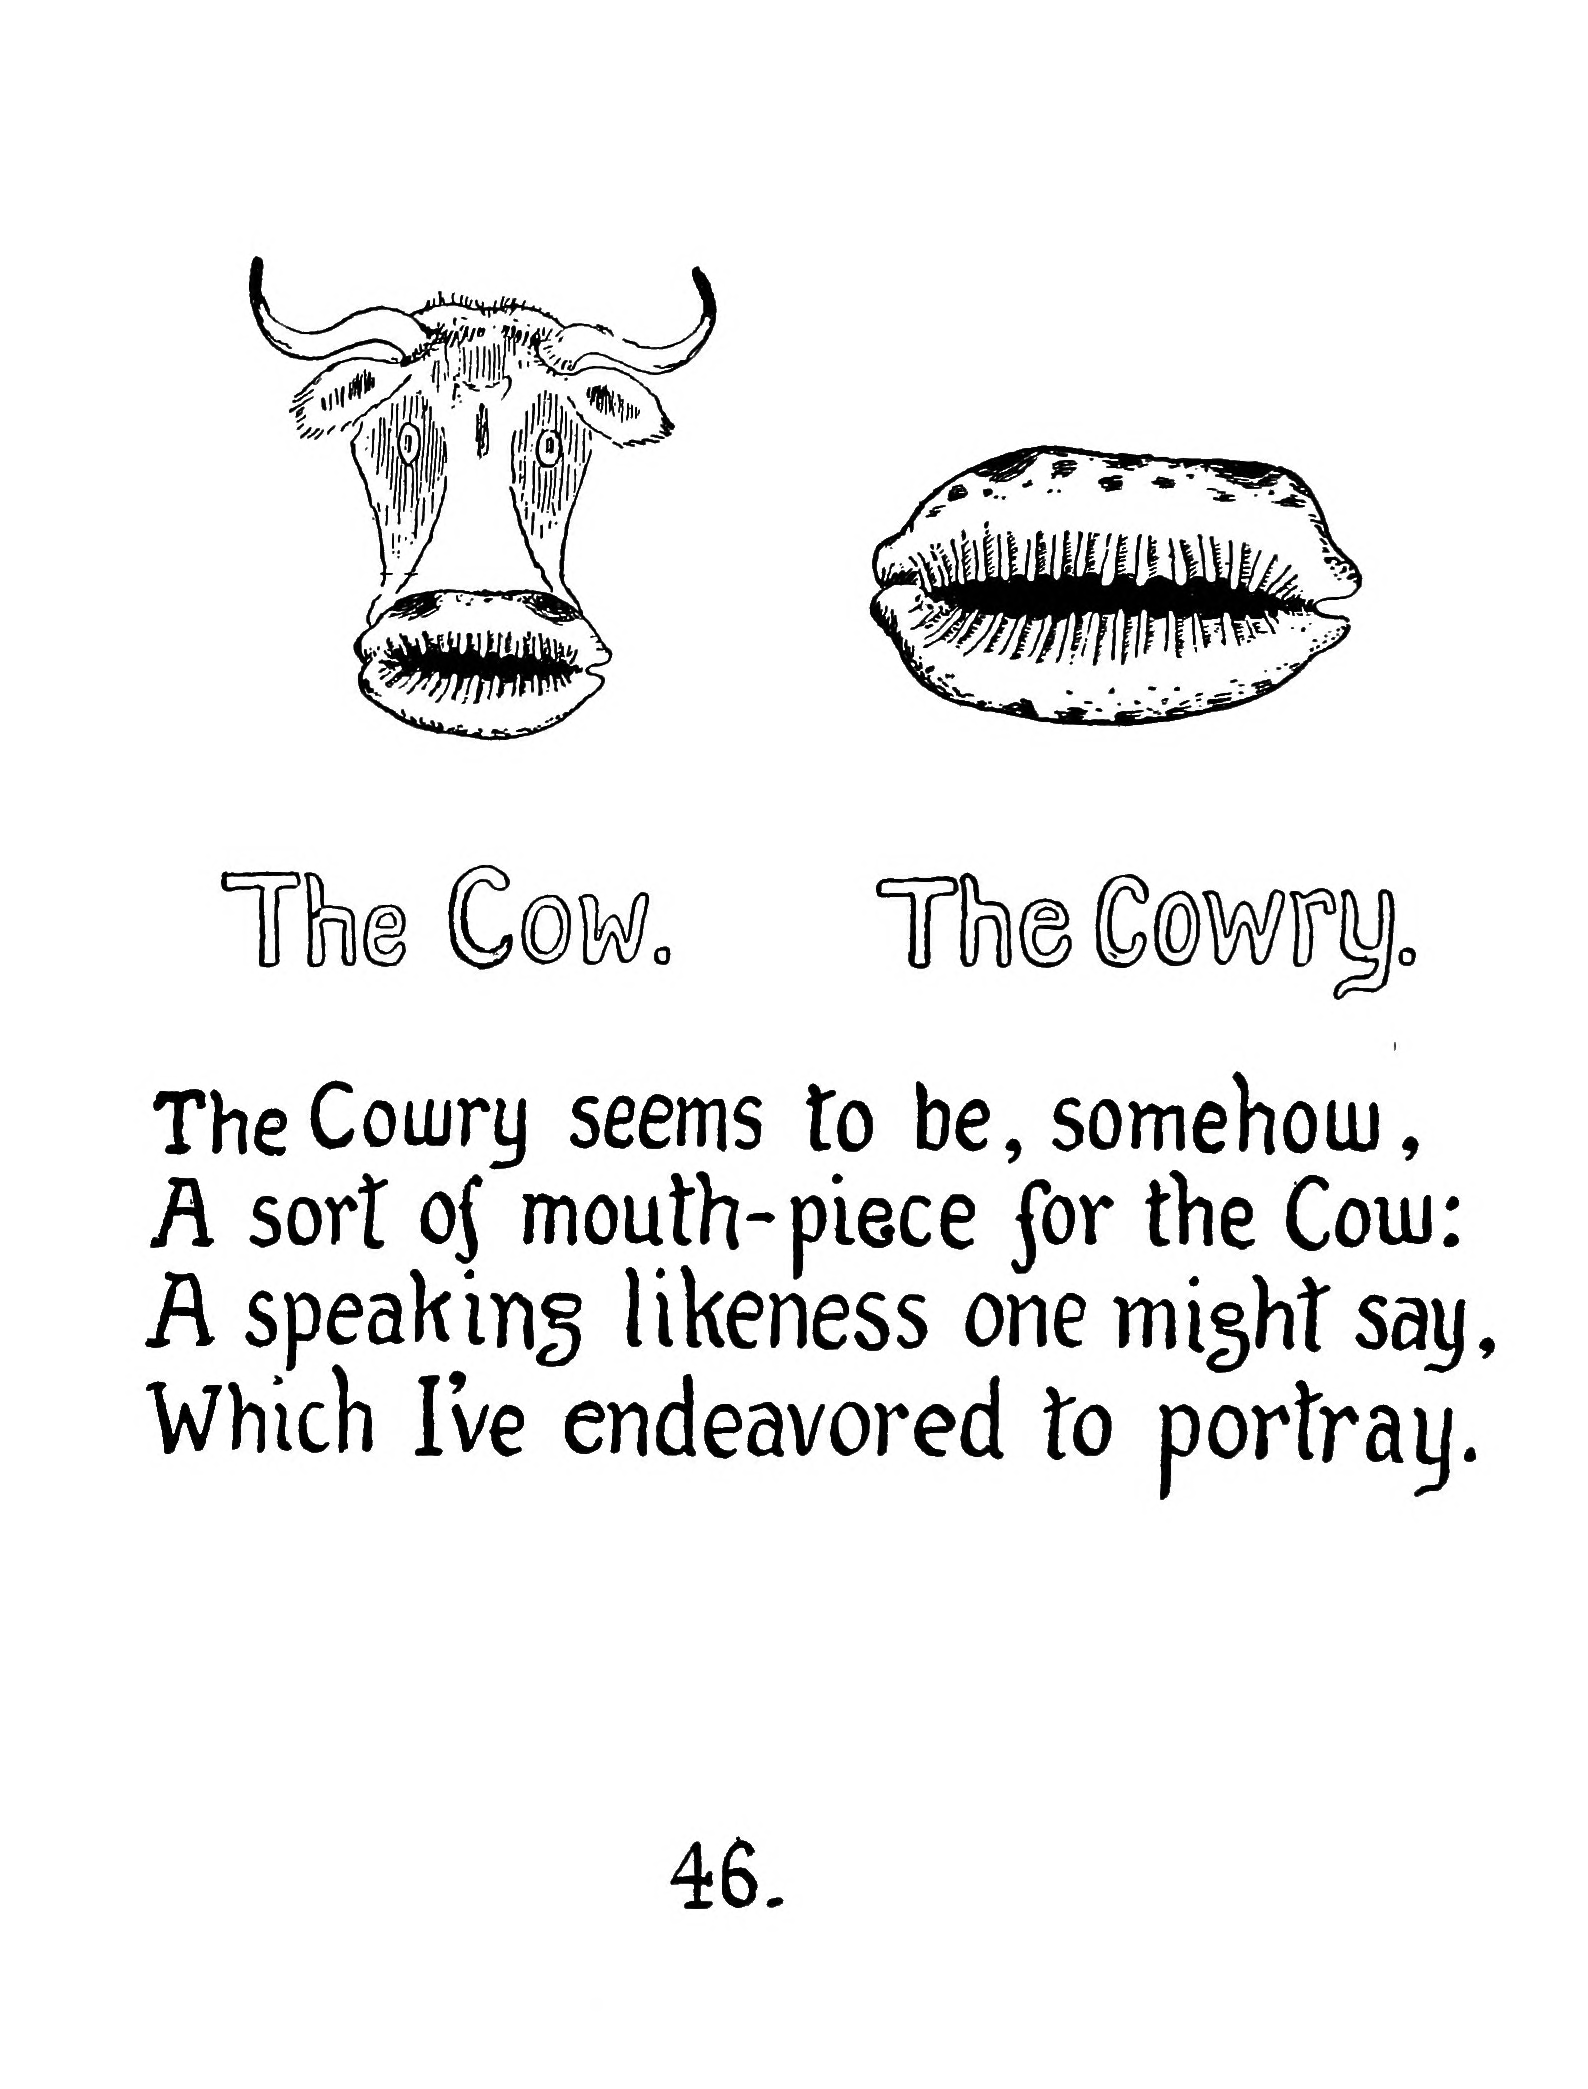 The Cow. The Cowry.
The Cowry seems to be, somehow,
A sort of mouth-piece for the Cow:
A speaking likeness one might say,
Which I've endeavored to portray.
46.